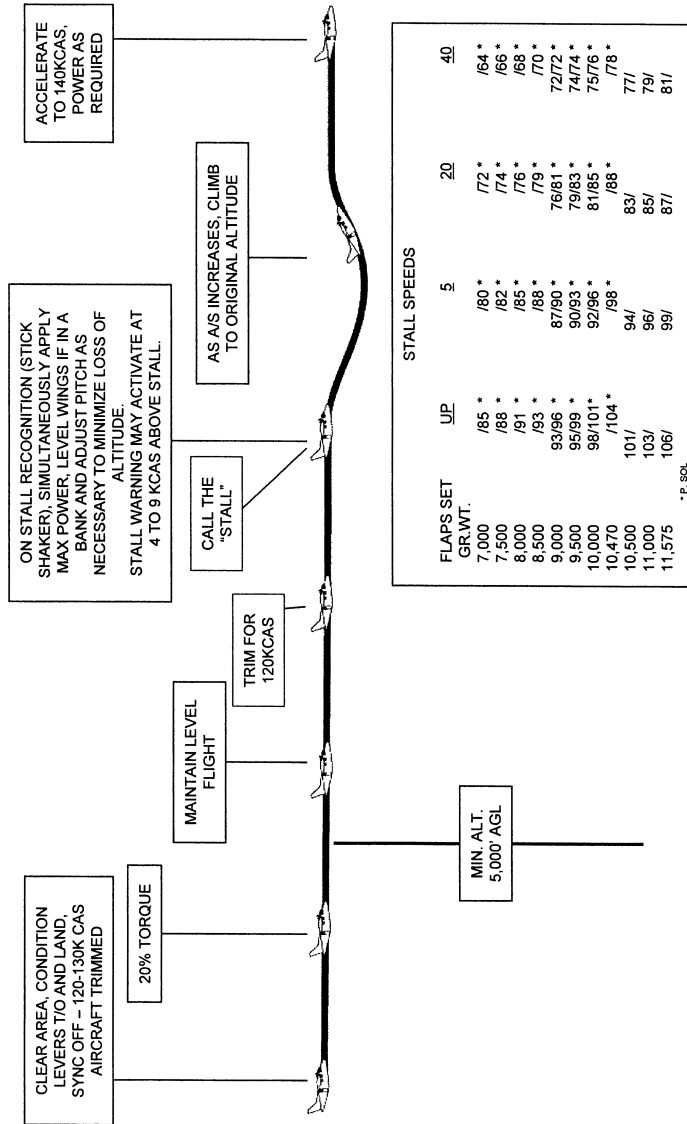 CLEAR AREA, CONDITION
LEVERS T/O AND LAND,
SYNC OFF – 120-130K CAS
AIRCRAFT TRIMMED
20% TORQUE
MAINTAIN LEVEL
FLIGHT
TRIM FOR
120KCAS
CALL THE
“STALL”
ON STALL RECOGNITION (STICK
SHAKER), SIMULTANEOUSLY APPLY
MAX POWER, LEVEL WINGS IF IN A
BANK AND ADJUST PITCH AS
NECESSARY TO MINIMIZE LOSS OF
ALTITUDE.
STALL WARNING MAY ACTIVATE AT
4 TO 9 KCAS ABOVE STALL.
AS A/S INCREASES, CLIMB
TO ORIGINAL ALTITUDE
ACCELERATE
TO 140KCAS,
POWER AS
REQUIRED
MIN. ALT.
5,000' AGL
STALL SPEEDS
FLAPS SET UP 5 20 40
GR.WT.
7,000 /85 * /80 * /72 * /64 *
7,500 /88 * /82 * /74 * /66 *
8,000 /91 * /85 * /76 * /68 *
8,500 /93 * /88 * /79 * /70 *
9,000 93/96 * 87/90 * 76/81 * 72/72 *
9,500 95/99 * 90/93 * 79/83 * 74/74 *
10,000 98/101* 92/96 * 81/85 * 75/76 *
10,470 /104 * /98 * /88 * /78 *
10,500 101/ 94/ 83/ 77/
11,000 103/ 96/ 85/ 79/
11,575 106/ 99/ 87/ 81/
* P. SOL